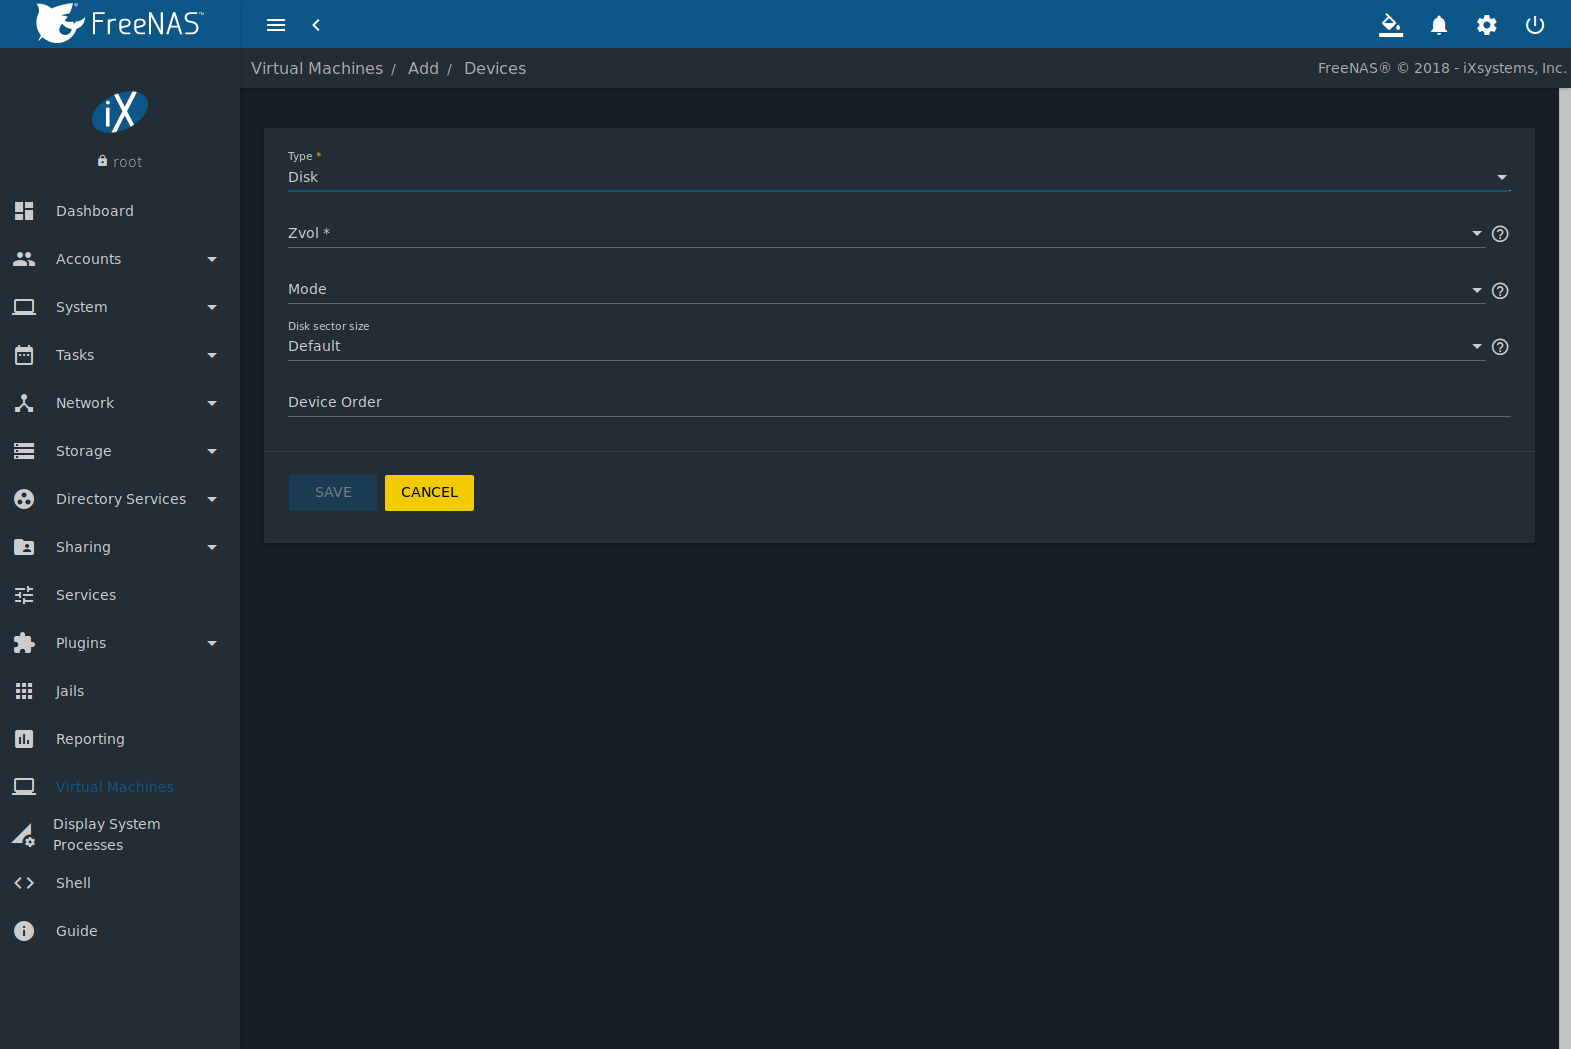 FreeNAS™
Virtual Machines / Add / Devices
FreeNAS® © 2018 - iXsystems, Inc.
iX
root
Dashboard
Accounts
System
Tasks
Network
Storage
Directory Services
Sharing
Services
Plugins
Jails
Reporting
Virtual Machines
Display System
Processes
Shell
Guide
Type *
Disk
Zvol *
Mode
Disk sector size
Default
Device Order
SAVE CANCEL